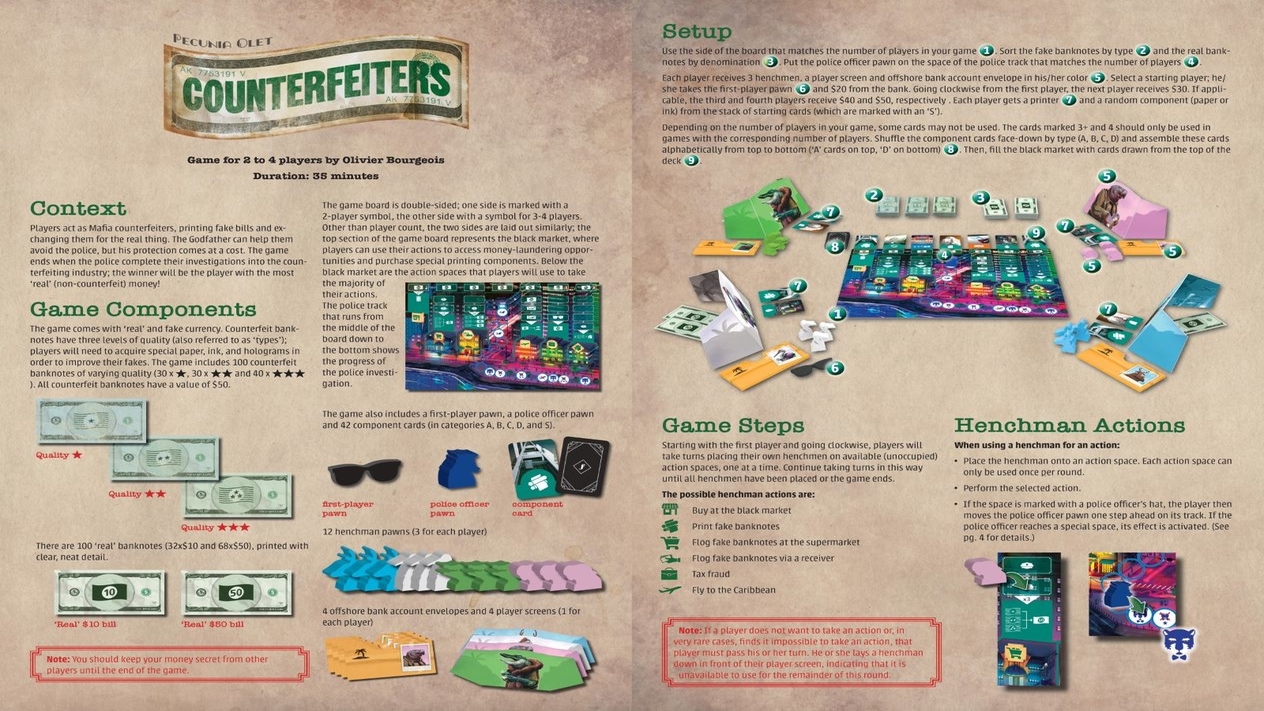 PECUNIA OLET
AK 7753191 V
COUNTERFEITERS
AK 7753191 V
Game for 2 to 4 players by Olivier Bourgeois
Duration: 35 minutes
Context
Players act as Mafia counterfeiters, printing fake bills and ex-
changing them for the real thing. The Godfather can help them
avoid the police, but his protection comes at a cost. The game
ends when the police complete their investigations into the coun-
terfeiting industry; the winner will be the player with the most
‘real’ (non-counterfeit) money!
Game Components
The game comes with ‘real’ and fake currency. Counterfeit bank-
notes have three levels of quality (also referred to as ‘types’);
players will need to acquire special paper, ink, and holograms in
order to improve their fakes. The game includes 100 counterfeit
banknotes of varying quality (30 x ★, 30 x ★★ and 40 x ★★★
). All counterfeit banknotes have a value of $50.
Quality ★
Quality ★★
Quality ★★★
There are 100 ‘real’ banknotes (32x$10 and 68x$50), printed with
clear, neat detail.
10
50
‘Real’ $10 bill
‘Real’ $50 bill
Note: You should keep your money secret from other
players until the end of the game.
The game board is double-sided; one side is marked with a
2-player symbol, the other side with a symbol for 3-4 players.
Other than player count, the two sides are laid out similarly; the
top section of the game board represents the black market, where
players can use their actions to access money-laundering oppor-
tunities and purchase special printing components. Below the
black market are the action spaces that players will use to take
the majority of
their actions.
The police track
that runs from
the middle of the
board down to
the bottom shows
the progress of
the police investi-
gation.
The game also includes a first-player pawn, a police officer pawn
and 42 component cards (in categories A, B, C, D, and S).
S
first-player
pawn
police officer
pawn
component
card
12 henchman pawns (3 for each player)
4 offshore bank account envelopes and 4 player screens (1 for
each player)
Setup
Use the side of the board that matches the number of players in your game 1. Sort the fake banknotes by type 2 and the real bank-
notes by denomination 3. Put the police officer pawn on the space of the police track that matches the number of players 4.
Each player receives 3 henchmen, a player screen and offshore bank account envelope in his/her color 5. Select a starting player; he/
she takes the first-player pawn 6 and $20 from the bank. Going clockwise from the first player, the next player receives $30. If appli-
cable, the third and fourth players receive $40 and $50, respectively . Each player gets a printer 7 and a random component (paper or
ink) from the stack of starting cards (which are marked with an ‘S’).
Depending on the number of players in your game, some cards may not be used. The cards marked 3+ and 4 should only be used in
games with the corresponding number of players. Shuffle the component cards face-down by type (A, B, C, D) and assemble these cards
alphabetically from top to bottom (‘A’ cards on top, ‘D’ on bottom) 8. Then, fill the black market with cards drawn from the top of the
deck 9.
5
2
3
7
7
8
9
4
5
5
7
1
7
6
Game Steps
Starting with the first player and going clockwise, players will
take turns placing their own henchmen on available (unoccupied)
action spaces, one at a time. Continue taking turns in this way
until all henchmen have been placed or the game ends.
The possible henchman actions are:
Buy at the black market
Print fake banknotes
Flog fake banknotes at the supermarket
Flog fake banknotes via a receiver
Tax fraud
Fly to the Caribbean
Note: If a player does not want to take an action or, in
very rare cases, finds it impossible to take an action, that
player must pass his or her turn. He or she lays a henchman
down in front of their player screen, indicating that it is
unavailable to use for the remainder of this round.
Henchman Actions
When using a henchman for an action:
• Place the henchman onto an action space. Each action space can
only be used once per round.
• Perform the selected action.
• If the space is marked with a police officer’s hat, the player then
moves the police officer pawn one step ahead on its track. If the
police officer reaches a special space, its effect is activated. (See
pg. 4 for details.)